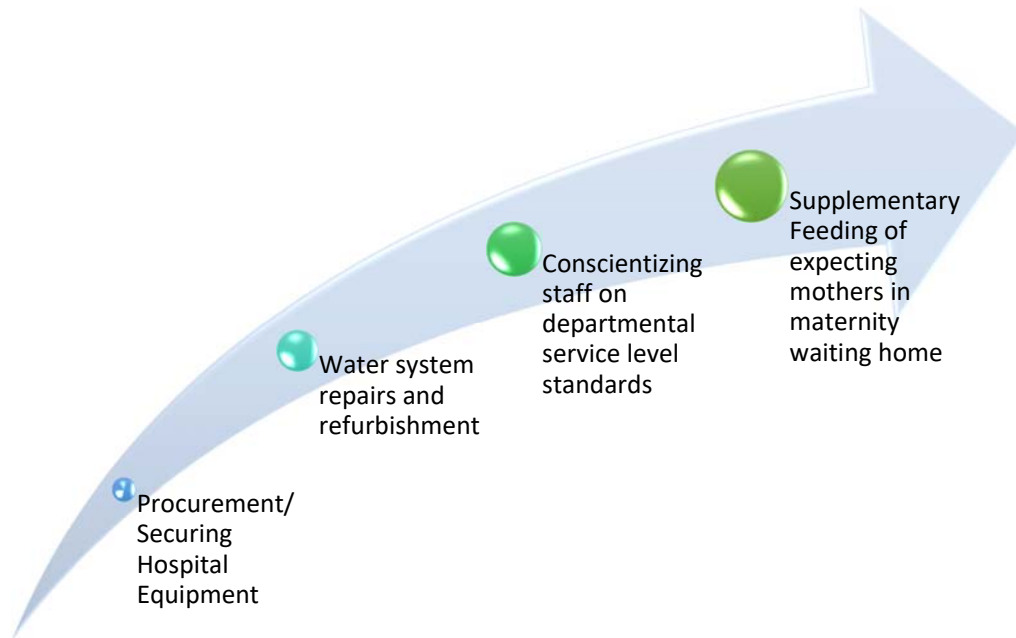 Procurement/
Securing
Hospital
Equipment
Water system
repairs and
refurbishment
Conscientizing
staff on
departmental
service level
standards
Supplementary
Feeding of
expecting
mothers in
maternity
waiting home